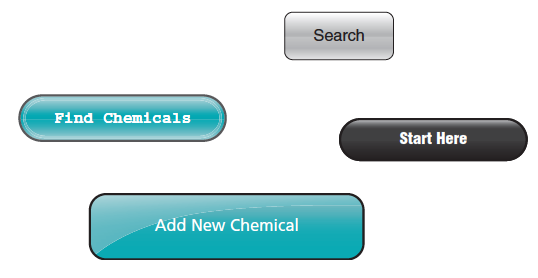 Search
Find Chemicals
Start Here
Add New Chemical